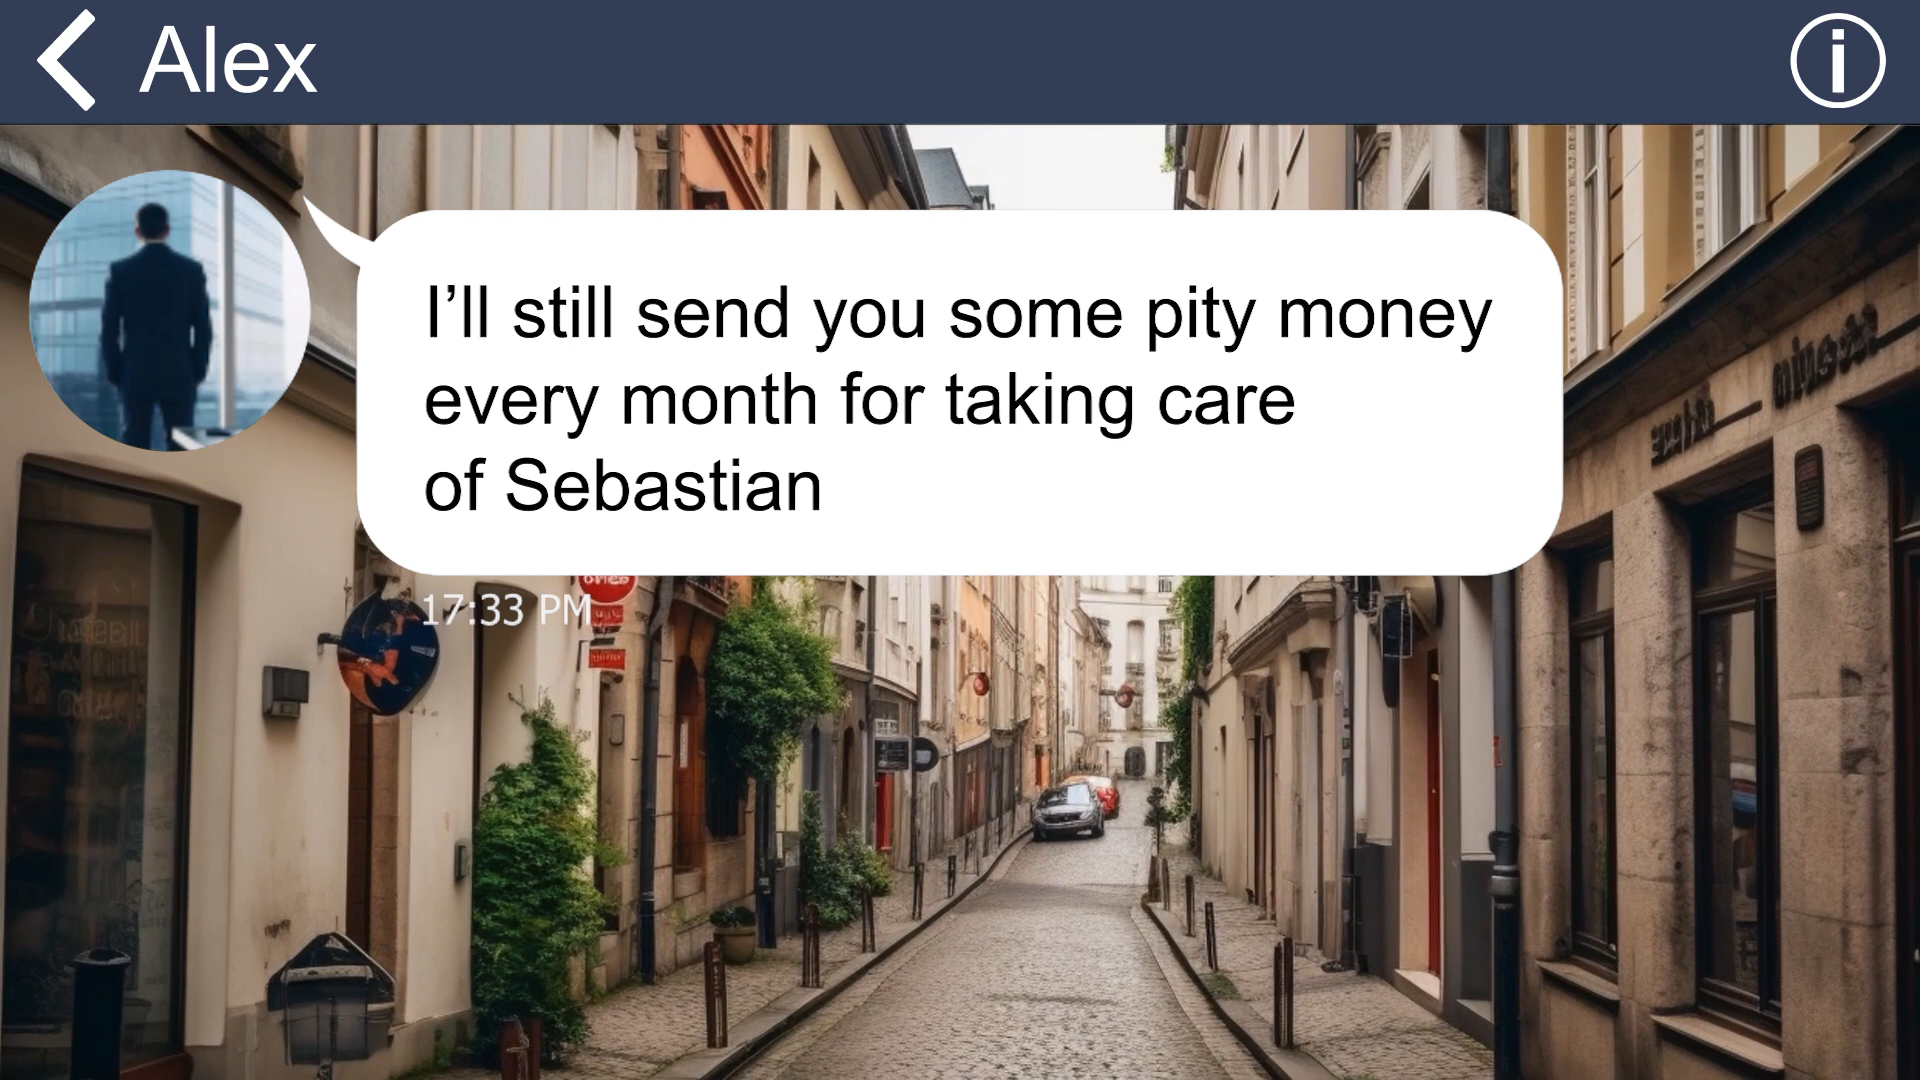 Alex
I’ll still send you some pity money
every month for taking care
of Sebastian
17:33 PM